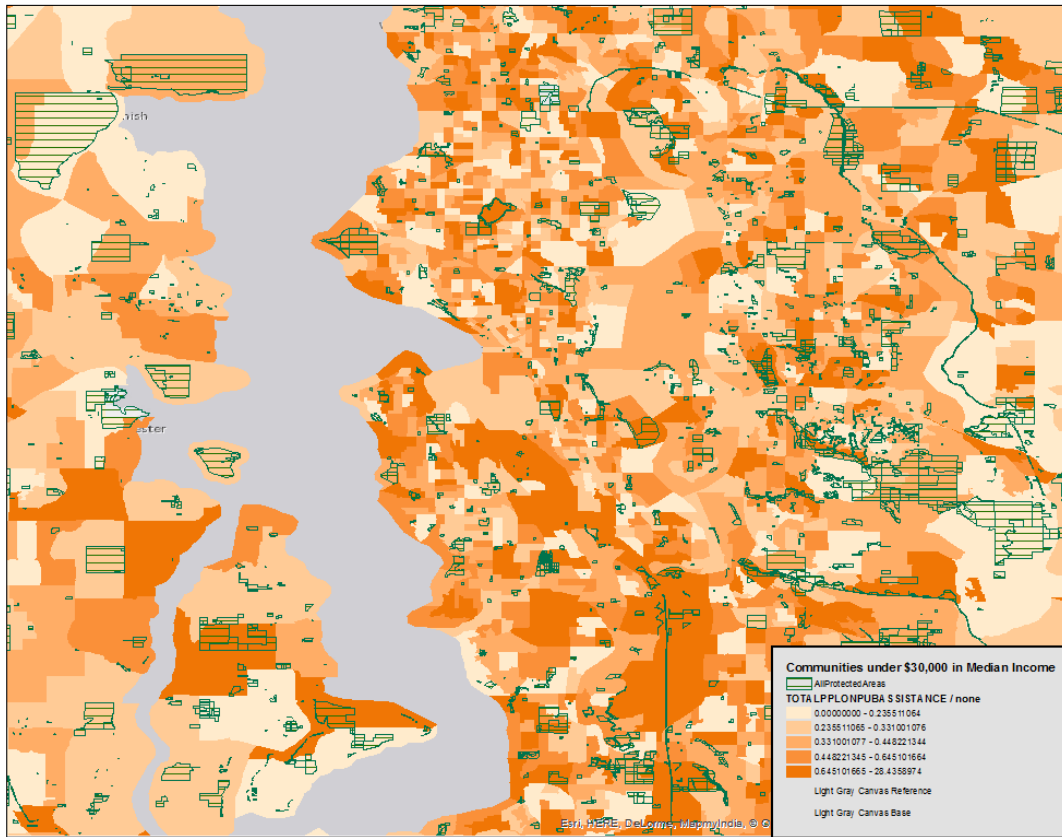 nish
ester
Communities under $30,000 in Median Income
AllProtectedAreas
TOTALPPLONPUBASSISTANCE / none
0.00000000 - 0.235511064
0.235511065 - 0.331001076
0.331001077 - 0.448221344
0.448221345 - 0.645101664
0.645101665 - 28.4358974
Light Gray Canvas Reference
Light Gray Canvas Base
Esri, HERE, DeLorme, MapmyIndia, ©